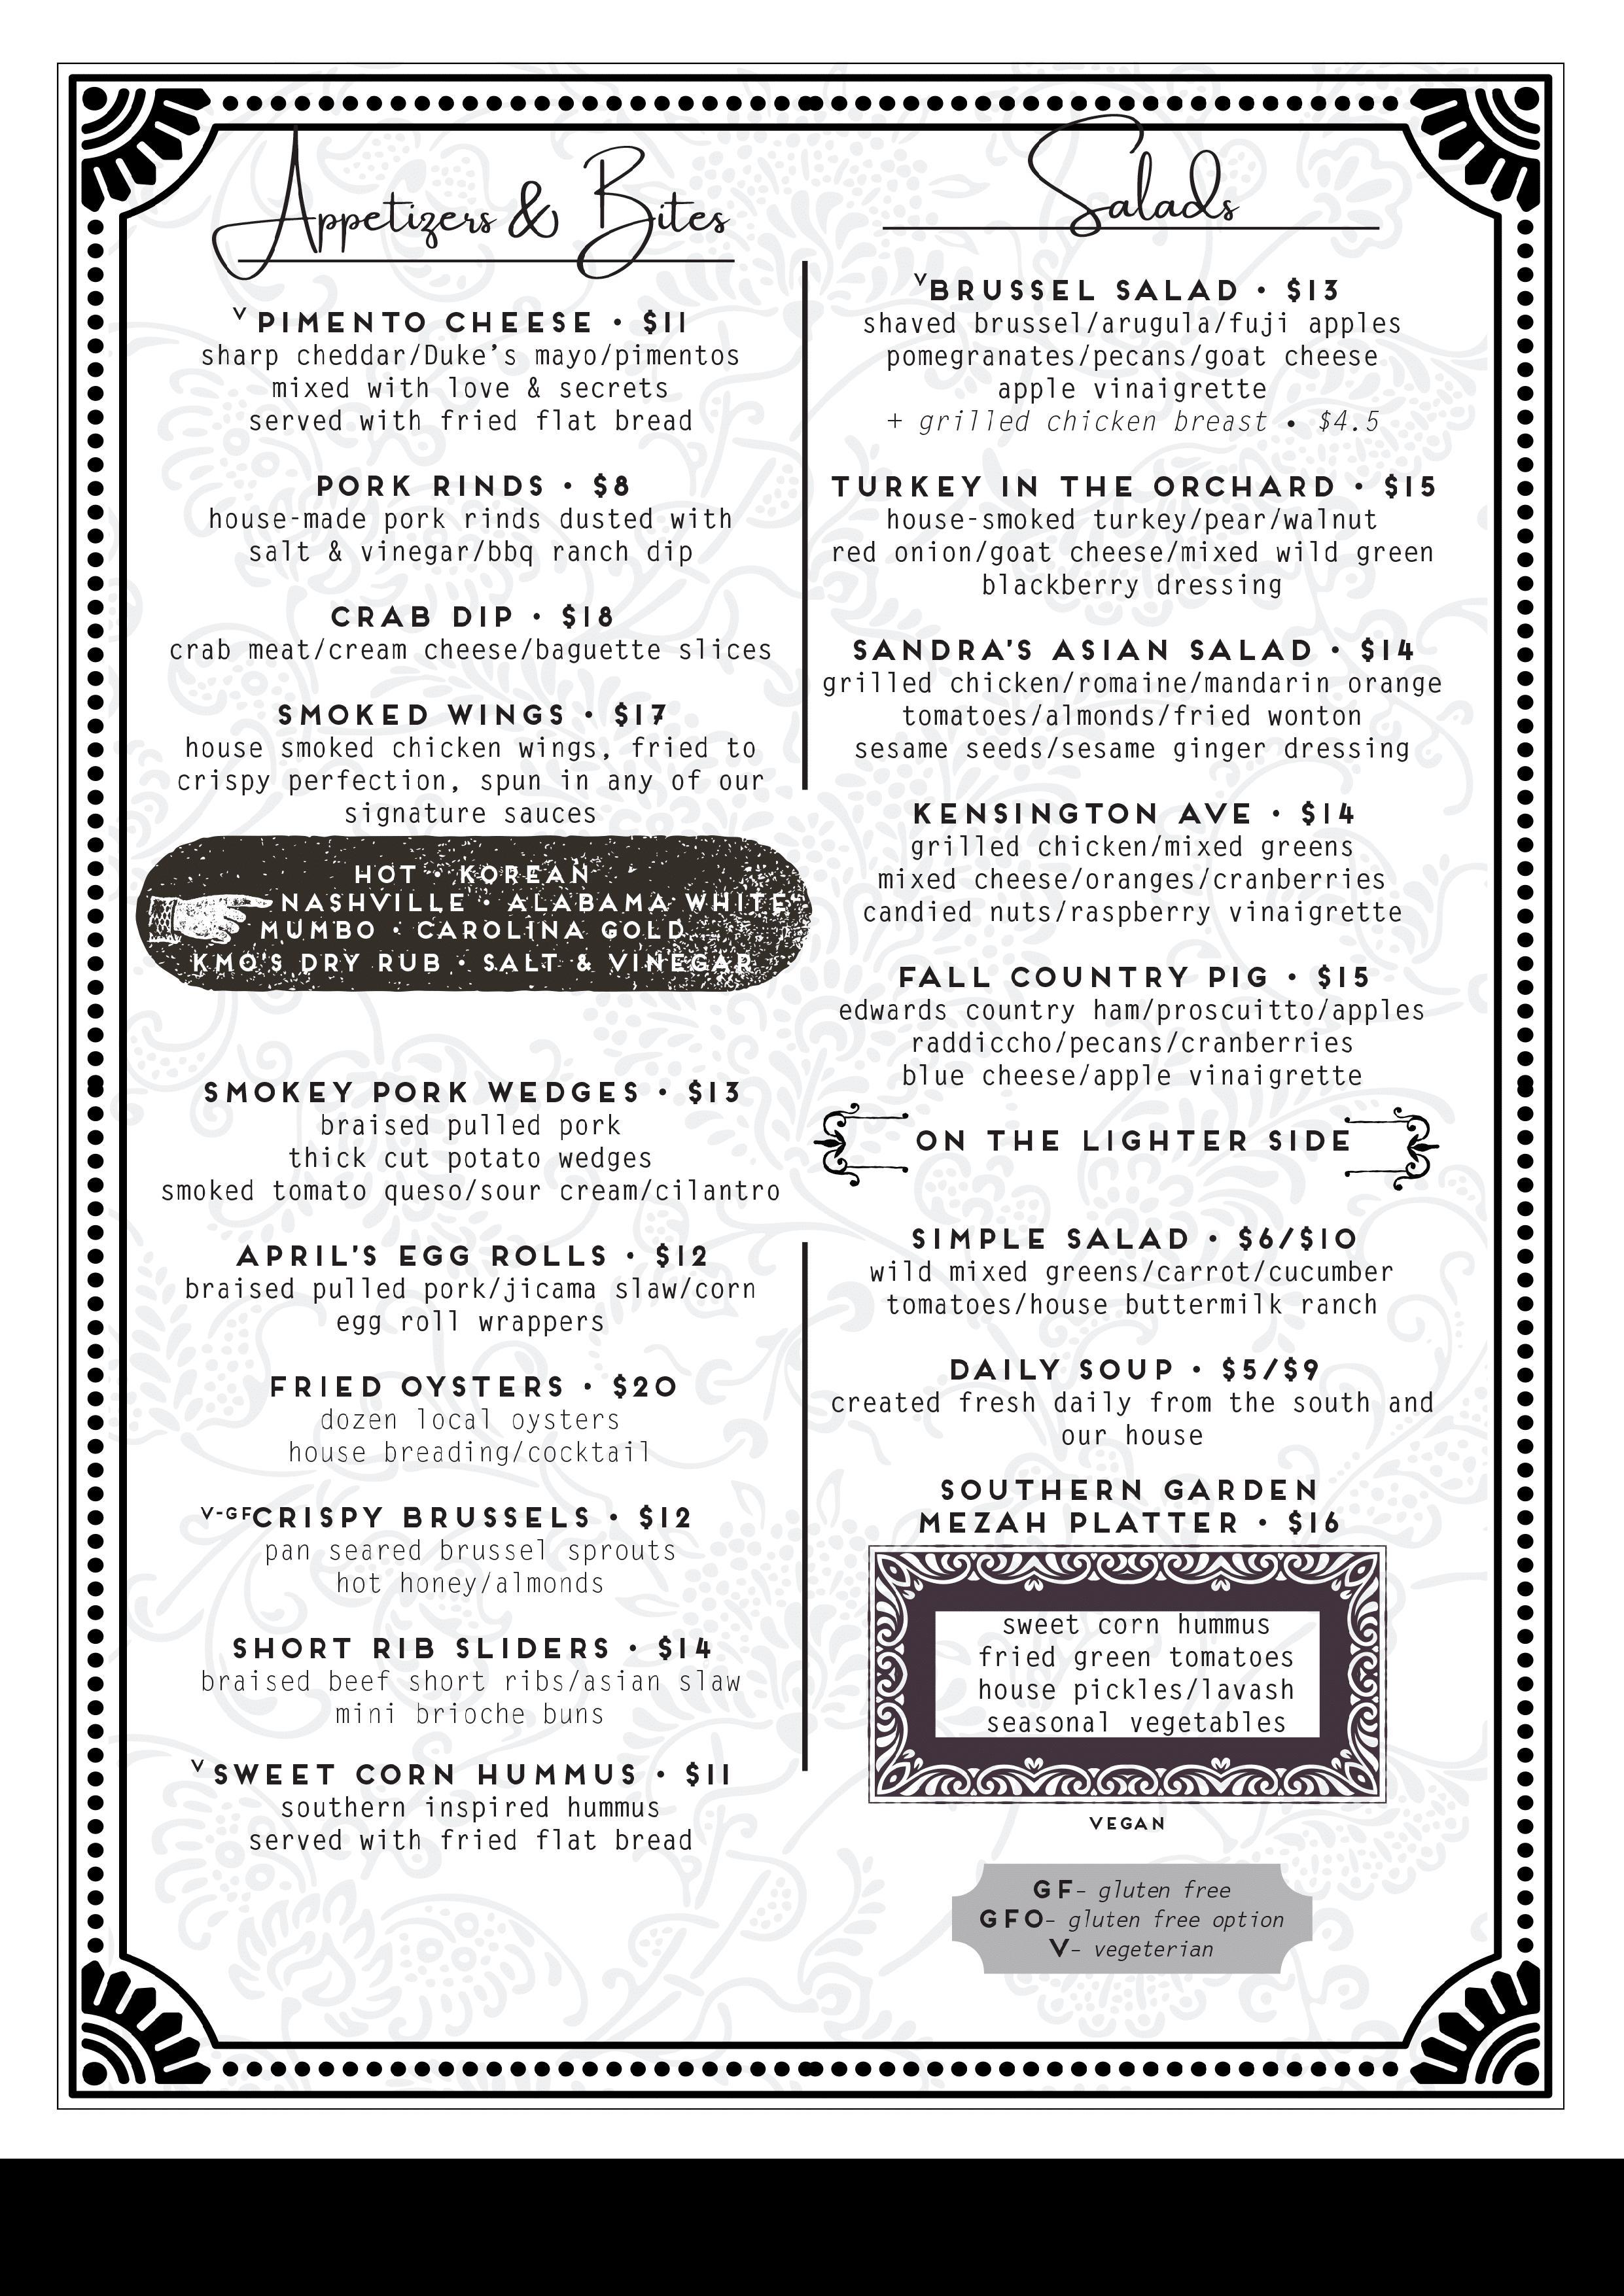 Appetizers & Bites
V PIMENTO CHEESE • $11
sharp cheddar/Duke's mayo/pimentos
mixed with love & secrets
served with fried flat bread
PORK RINDS • $8
house-made pork rinds dusted with
salt & vinegar/bbq ranch dip
CRAB DIP • $18
crab meat/cream cheese/baguette slices
SMOKED WINGS • $17
house smoked chicken wings, fried to
crispy perfection, spun in any of our
signature sauces
HOT • KOREAN
NASHVILLE • ALABAMA WHITE
MUMBO • CAROLINA GOLD
KMO'S DRY RUB • SALT & VINEGAR
SMOKEY PORK WEDGES • $13
braised pulled pork
thick cut potato wedges
smoked tomato queso/sour cream/cilantro
APRIL'S EGG ROLLS • $12
braised pulled pork/jicama slaw/corn
egg roll wrappers
FRIED OYSTERS • $20
dozen local oysters
house breading/cocktail
V-GF CRISPY BRUSSELS • $12
pan seared brussel sprouts
hot honey/almonds
SHORT RIB SLIDERS • $14
braised beef short ribs/asian slaw
mini brioche buns
V SWEET CORN HUMMUS • $11
southern inspired hummus
served with fried flat bread
Salads
V BRUSSEL SALAD • $13
shaved brussel/arugula/fuji apples
pomegranates/pecans/goat cheese
apple vinaigrette
+ grilled chicken breast • $4.5
TURKEY IN THE ORCHARD • $15
house-smoked turkey/pear/walnut
red onion/goat cheese/mixed wild green
blackberry dressing
SANDRA'S ASIAN SALAD • $14
grilled chicken/romaine/mandarin orange
tomatoes/almonds/fried wonton
sesame seeds/sesame ginger dressing
KENSINGTON AVE • $14
grilled chicken/mixed greens
mixed cheese/oranges/cranberries
candied nuts/raspberry vinaigrette
FALL COUNTRY PIG • $15
edwards country ham/proscuitto/apples
raddiccho/pecans/cranberries
blue cheese/apple vinaigrette
ON THE LIGHTER SIDE
SIMPLE SALAD • $6/$10
wild mixed greens/carrot/cucumber
tomatoes/house buttermilk ranch
DAILY SOUP • $5/$9
created fresh daily from the south and
our house
SOUTHERN GARDEN
MEZAH PLATTER • $16
sweet corn hummus
fried green tomatoes
house pickles/lavash
seasonal vegetables
VEGAN
GF- gluten free
GFO- gluten free option
V- vegeterian